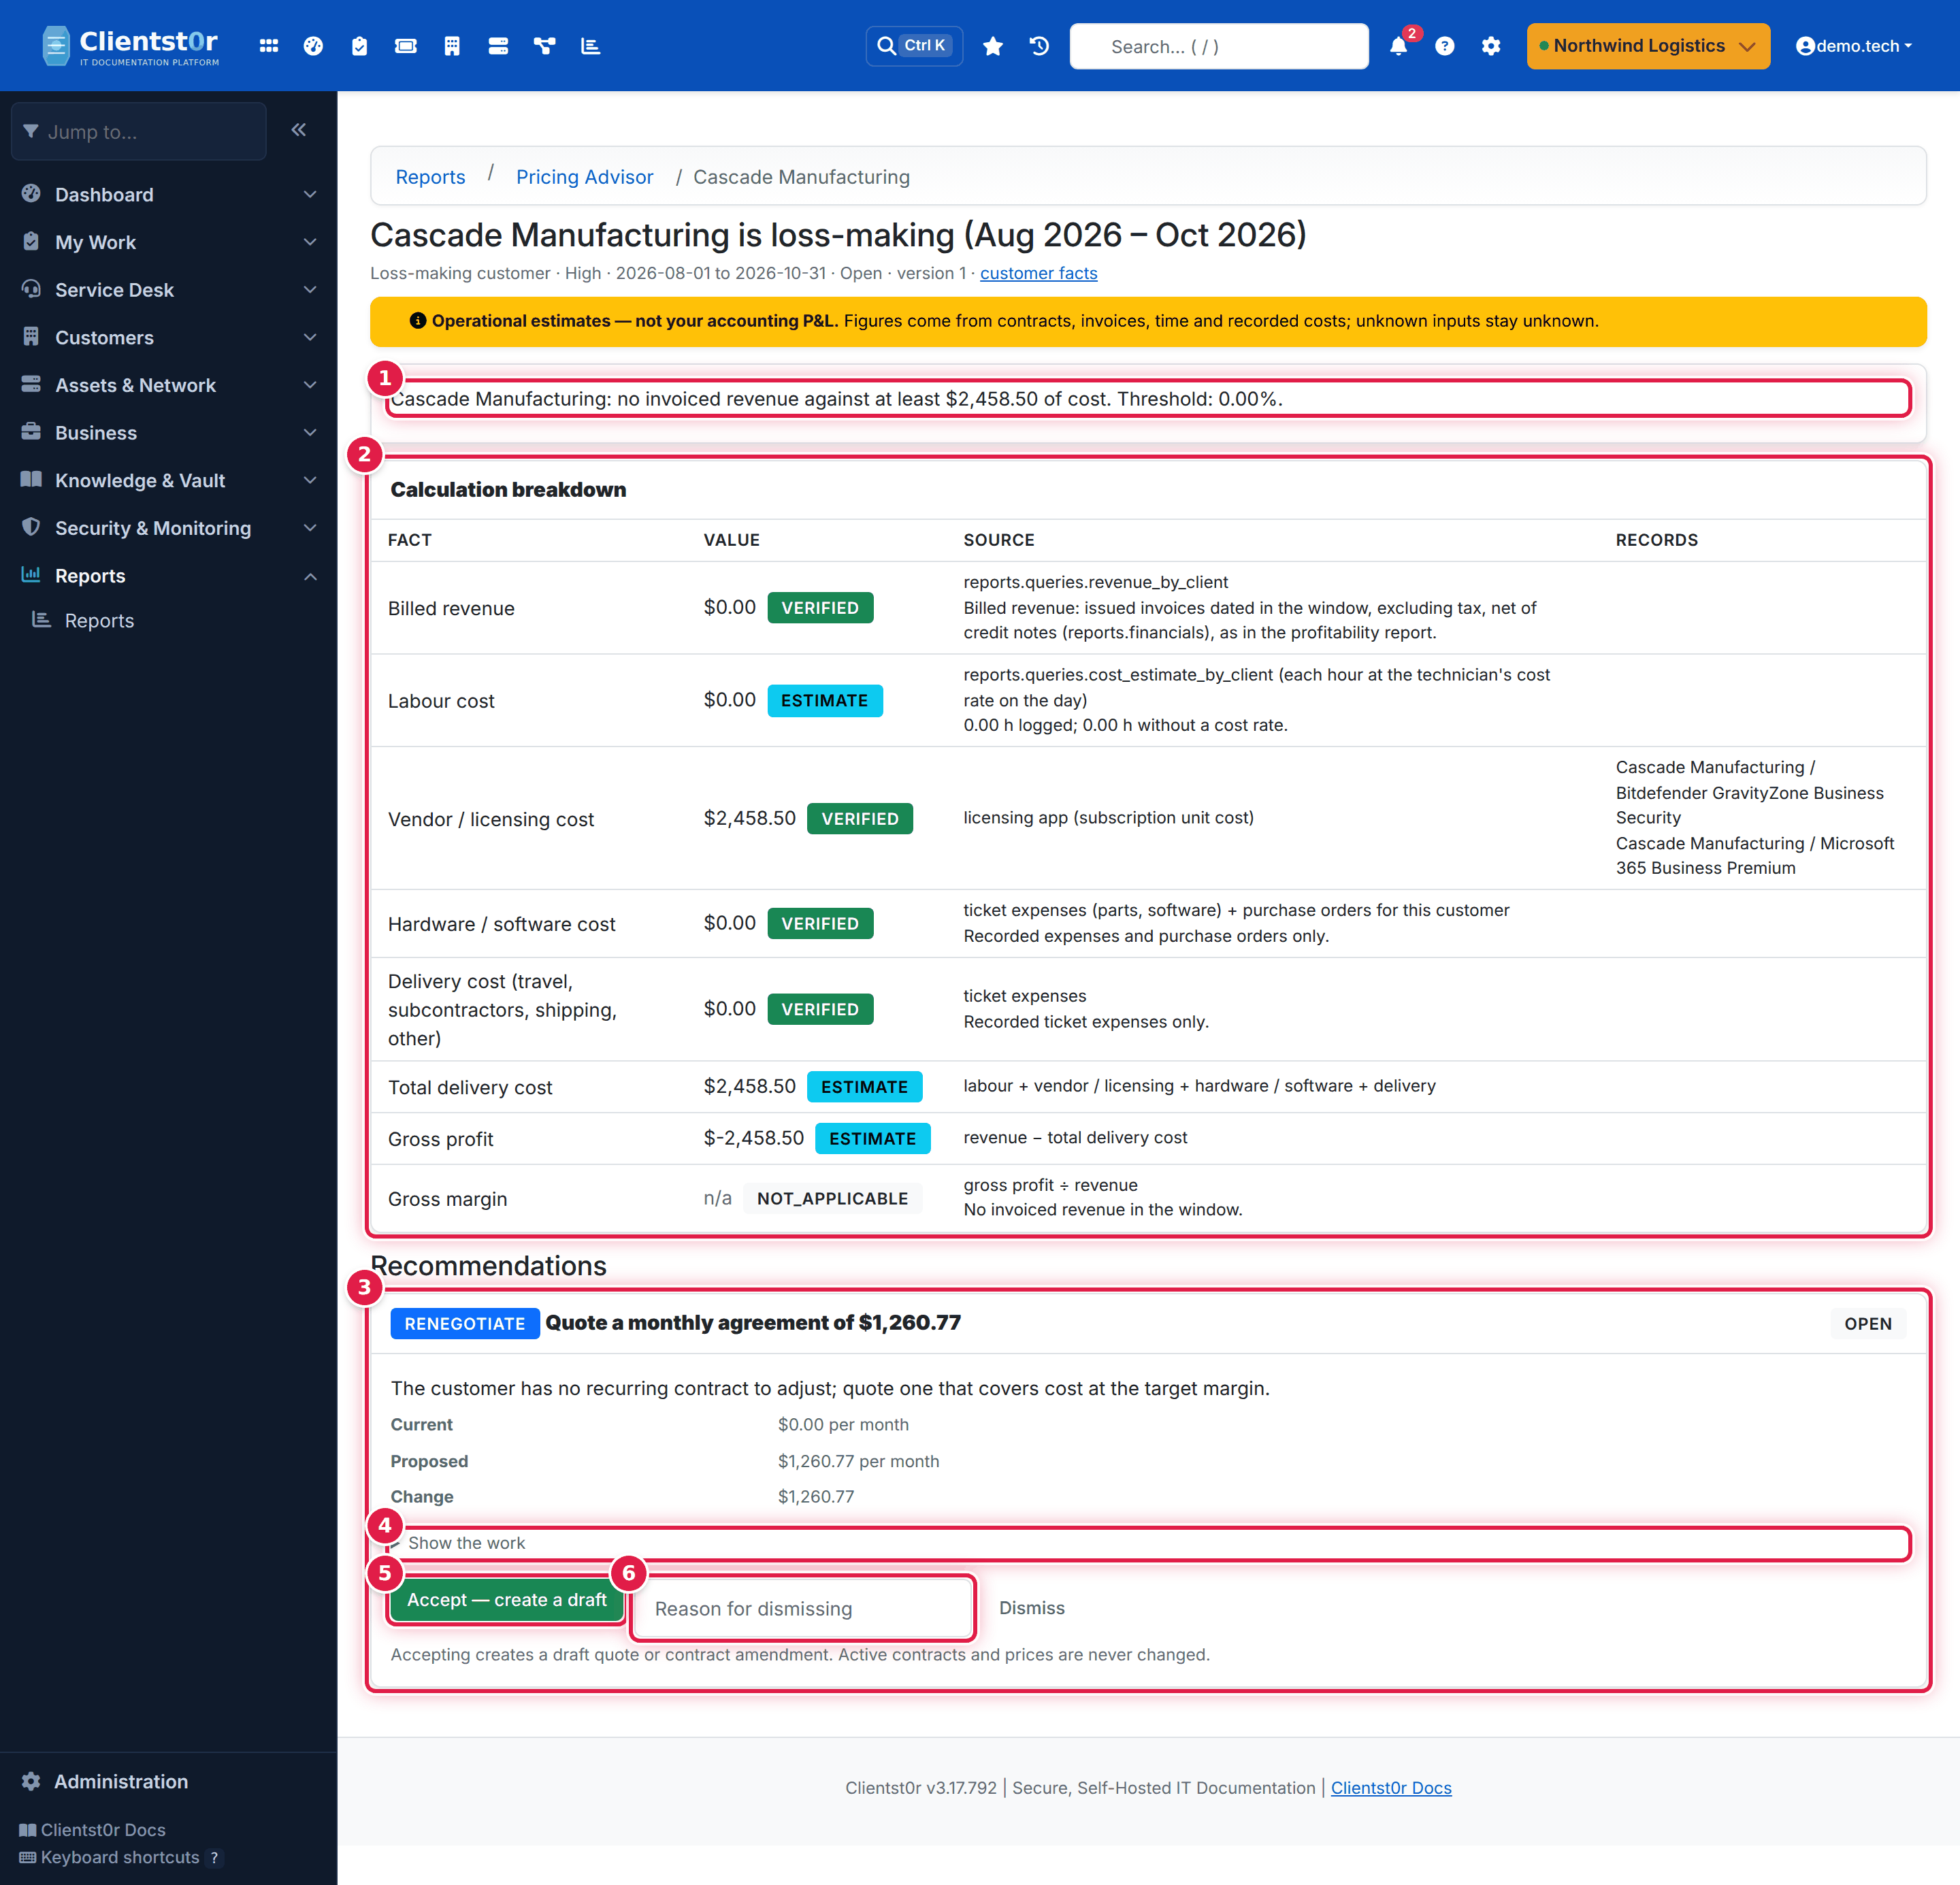 Clientst0r
IT DOCUMENTATION PLATFORM
Ctrl K
Search... ( / )
2
Northwind Logistics
demo.tech
Jump to...
Dashboard
My Work
Service Desk
Customers
Assets & Network
Business
Knowledge & Vault
Security & Monitoring
Reports
Reports
Administration
Clientst0r Docs
Keyboard shortcuts ?
Reports / Pricing Advisor / Cascade Manufacturing
Cascade Manufacturing is loss-making (Aug 2026 – Oct 2026)
Loss-making customer · High · 2026-08-01 to 2026-10-31 · Open · version 1 · customer facts
Operational estimates — not your accounting P&L. Figures come from contracts, invoices, time and recorded costs; unknown inputs stay unknown.
1
Cascade Manufacturing: no invoiced revenue against at least $2,458.50 of cost. Threshold: 0.00%.
2
Calculation breakdown
FACT VALUE SOURCE RECORDS
Billed revenue $0.00 VERIFIED reports.queries.revenue_by_client
Billed revenue: issued invoices dated in the window, excluding tax, net of
credit notes (reports.financials), as in the profitability report.
Labour cost $0.00 ESTIMATE reports.queries.cost_estimate_by_client (each hour at the technician's cost
rate on the day)
0.00 h logged; 0.00 h without a cost rate.
Vendor / licensing cost $2,458.50 VERIFIED licensing app (subscription unit cost)
Cascade Manufacturing /
Bitdefender GravityZone Business
Security
Cascade Manufacturing / Microsoft
365 Business Premium
Hardware / software cost $0.00 VERIFIED ticket expenses (parts, software) + purchase orders for this customer
Recorded expenses and purchase orders only.
Delivery cost (travel,
subcontractors, shipping,
other)
$0.00 VERIFIED ticket expenses
Recorded ticket expenses only.
Total delivery cost $2,458.50 ESTIMATE labour + vendor / licensing + hardware / software + delivery
Gross profit $-2,458.50 ESTIMATE revenue − total delivery cost
Gross margin n/a NOT_APPLICABLE gross profit ÷ revenue
No invoiced revenue in the window.
Recommendations
3
RENEGOTIATE Quote a monthly agreement of $1,260.77 OPEN
The customer has no recurring contract to adjust; quote one that covers cost at the target margin.
Current $0.00 per month
Proposed $1,260.77 per month
Change $1,260.77
4
Show the work
5 6
Accept — create a draft Reason for dismissing Dismiss
Accepting creates a draft quote or contract amendment. Active contracts and prices are never changed.
Clientst0r v3.17.792 | Secure, Self-Hosted IT Documentation | Clientst0r Docs